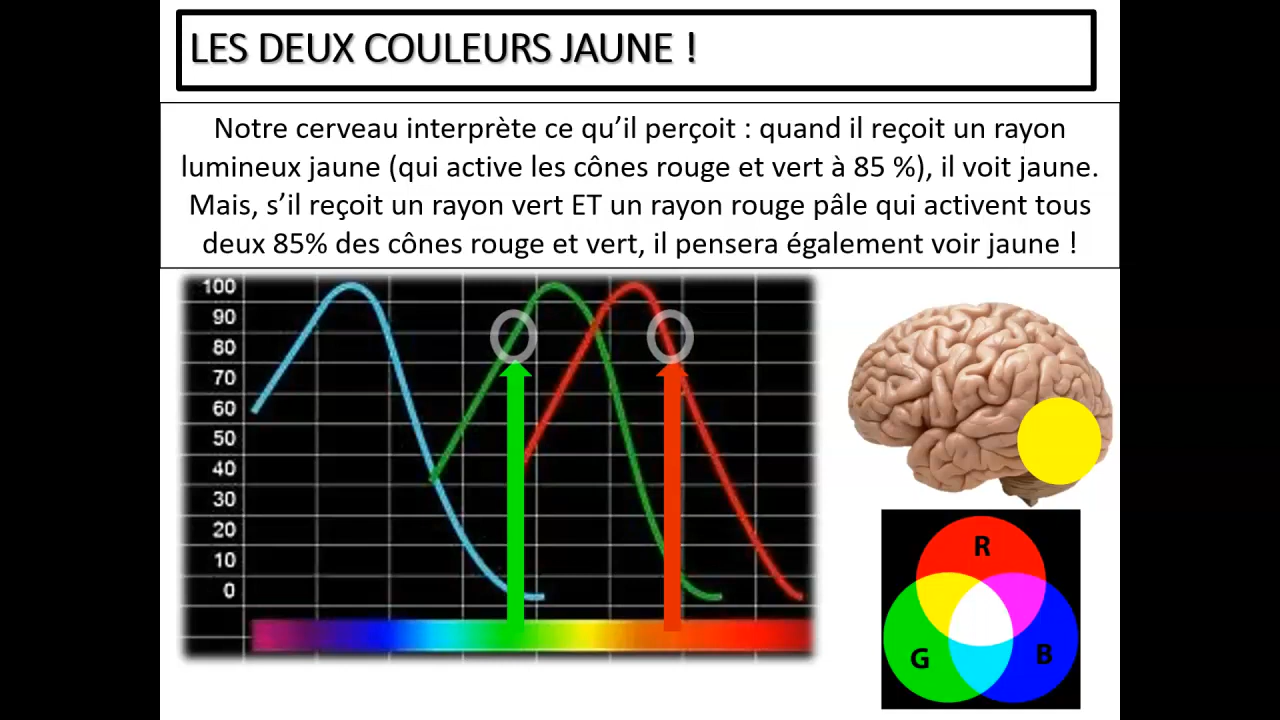 LES DEUX COULEURS JAUNE !
Notre cerveau interprète ce qu’il perçoit : quand il reçoit un rayon
lumineux jaune (qui active les cônes rouge et vert à 85 %), il voit jaune.
Mais, s’il reçoit un rayon vert ET un rayon rouge pâle qui activent tous
deux 85% des cônes rouge et vert, il pensera également voir jaune !
100
90
80
70
60
50
40
30
20
10
0
R
G
B